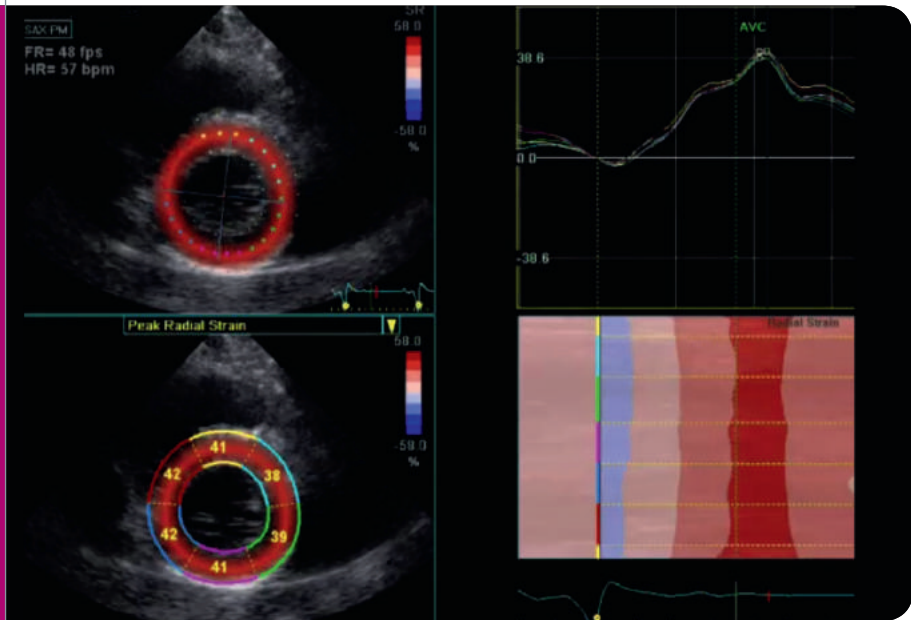 SAX PM
FR= 48 fps
HR= 57 bpm
SR
58.0
-58.0
%
AVC
38.6
0.0
-38.6
Peak Radial Strain
58.0
-58.0
%
41
42
38
42
39
41
Radial Strain